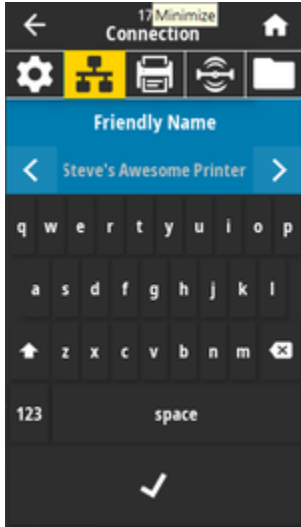 17
Minimize
Connection
Friendly Name
Steve's Awesome Printer
q w e r t y u i o p
a s d f g h j k l
z x c v b n m
123 space